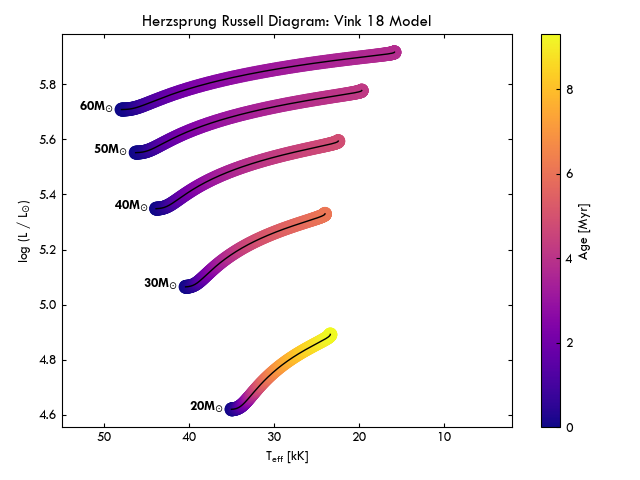 Herzsprung Russell Diagram: Vink 18 Model
log (L / L☉)
5.8
5.6
5.4
5.2
5.0
4.8
4.6
60M☉
50M☉
40M☉
30M☉
20M☉
50 40 30 20 10
T_eff [kK]
8
6
4
2
0
Age [Myr]